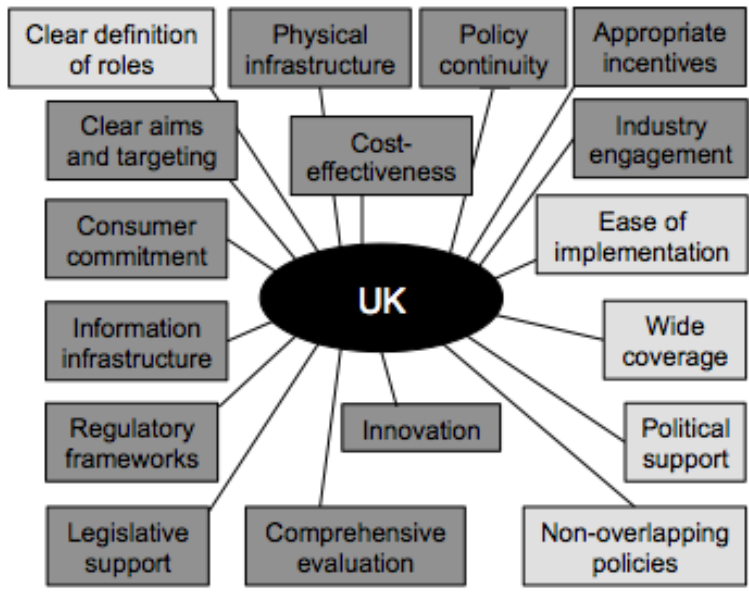 Clear definition
of roles
Physical
infrastructure
Policy
continuity
Appropriate
incentives
Clear aims
and targeting
Cost-
effectiveness
Industry
engagement
Consumer
commitment
Ease of
implementation
UK
Information
infrastructure
Wide
coverage
Regulatory
frameworks
Innovation
Political
support
Legislative
support
Comprehensive
evaluation
Non-overlapping
policies